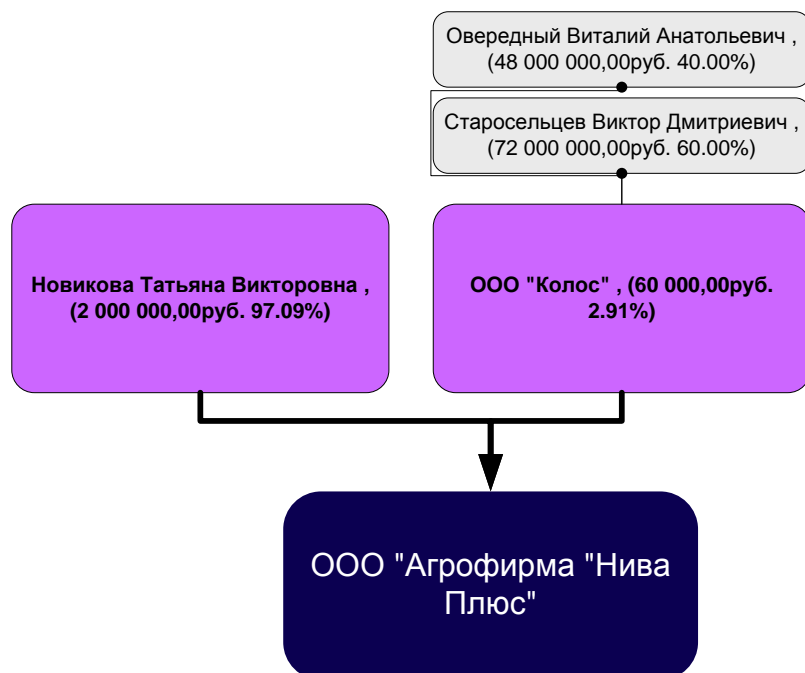 Овередный Виталий Анатольевич ,
(48 000 000,00руб. 40.00%)
Старосельцев Виктор Дмитриевич ,
(72 000 000,00руб. 60.00%)
Новикова Татьяна Викторовна ,
(2 000 000,00руб. 97.09%)
ООО "Колос" , (60 000,00руб.
2.91%)
ООО "Агрофирма "Нива
Плюс"